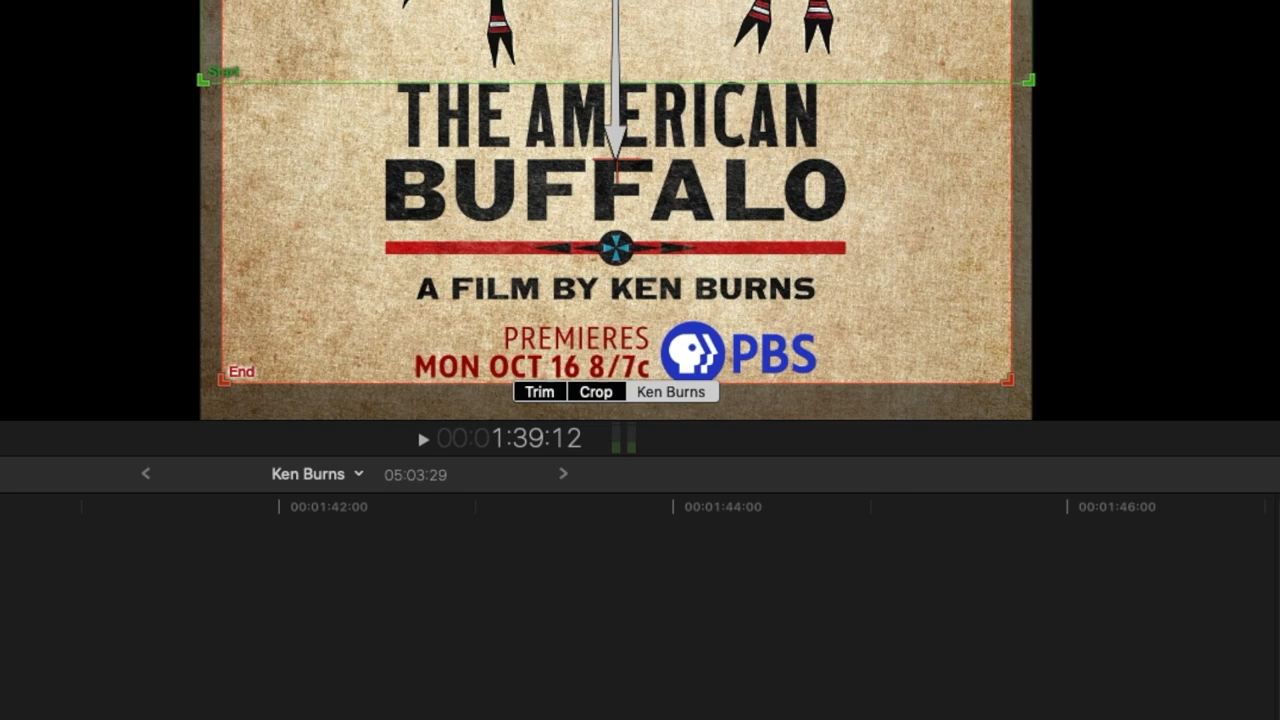 Start
THE AMERICAN
BUFFALO
A FILM BY KEN BURNS
PREMIERES
MON OCT 16 8/7c
PBS
End
Trim Crop Ken Burns
00:01:39:12
Ken Burns 05:03:29
00:01:42:00 00:01:44:00 00:01:46:00